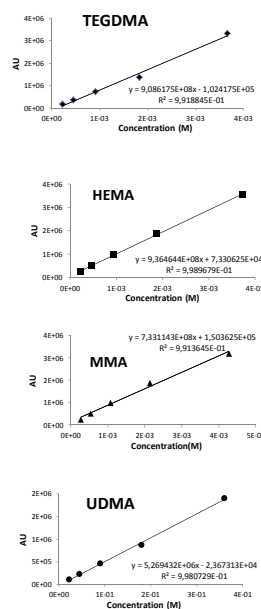 TEGDMA
4E+06
3E+06
AU
2E+06
1E+06
0E+00
y = 9,086175E+08x - 1,024175E+05
R² = 9,918845E-01
0E+00 1E-03 2E-03 3E-03 4E-03
Concentration (M)
HEMA
4E+06
3E+06
AU
2E+06
1E+06
0E+00
y = 9,364644E+08x + 7,330625E+04
R² = 9,989679E-01
0E+00 1E-03 2E-03 3E-03 4E-03
Concentration (M)
y = 7,331143E+08x + 1,503625E+05
R² = 9,913645E-01
MMA
4E+06
3E+06
AU
2E+06
1E+06
0E+00
0E+00 1E-03 2E-03 3E-03 4E-03 5E-03
Concentration(M)
UDMA
2E+06
2E+06
AU
1E+06
5E+05
0E+00
y = 5,269432E+06x - 2,367313E+04
R² = 9,980729E-01
0E+00 1E-03 2E-03 3E-03 4E-03
Concentration (M)